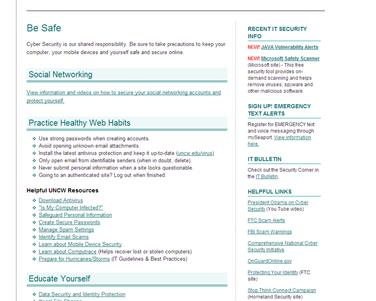 Be Safe
Cyber Security is our shared responsibility. Be sure to take precautions to keep your
computer, your mobile devices and yourself safe and secure online.
Social Networking
View information and videos on how to secure your social networking accounts and
protect yourself.
Practice Healthy Web Habits
Use strong passwords when creating accounts.
Avoid opening unknown email attachments.
Install the latest antivirus protection and keep it up-to-date (uncw.edu/virus)
Only open email from identifiable senders (when in doubt, delete).
Never submit personal information when a site looks questionable.
Going to an authenticated site? Log out when finished.
Helpful UNCW Resources
Download Antivirus
"Is My Computer Infected?"
Safeguard Personal Information
Create Secure Passwords
Manage Spam Settings
Identify Email Scams
Learn about Mobile Device Security
Learn about Computrace (Helps recover lost or stolen computers)
Prepare for Hurricanes/Storms (IT Guidelines & Best Practices)
Educate Yourself
Data Security and Identity Protection
RECENT IT SECURITY
INFO
NEW! JAVA Vulnerability Alerts
NEW! Microsoft Safety Scanner
(Microsoft site) - This free
security tool provides on-
demand scanning and helps
remove viruses, spyware and
other malicious software.
SIGN UP! EMERGENCY
TEXT ALERTS
Register for EMERGENCY text
and voice messaging through
mySeaport. View information
here.
IT BULLETIN
Check out the Security Corner in
the IT Bulletin.
HELPFUL LINKS
President Obama on Cyber
Security (You Tube video)
FTC Scam Alerts
FBI Scam Warnings
Comprehensive National Cyber
Security Initiative
OnGuardOnline.gov
Protecting Your Identity (FTC
site)
Stop Think Connect Campaign
(Homeland Security site)